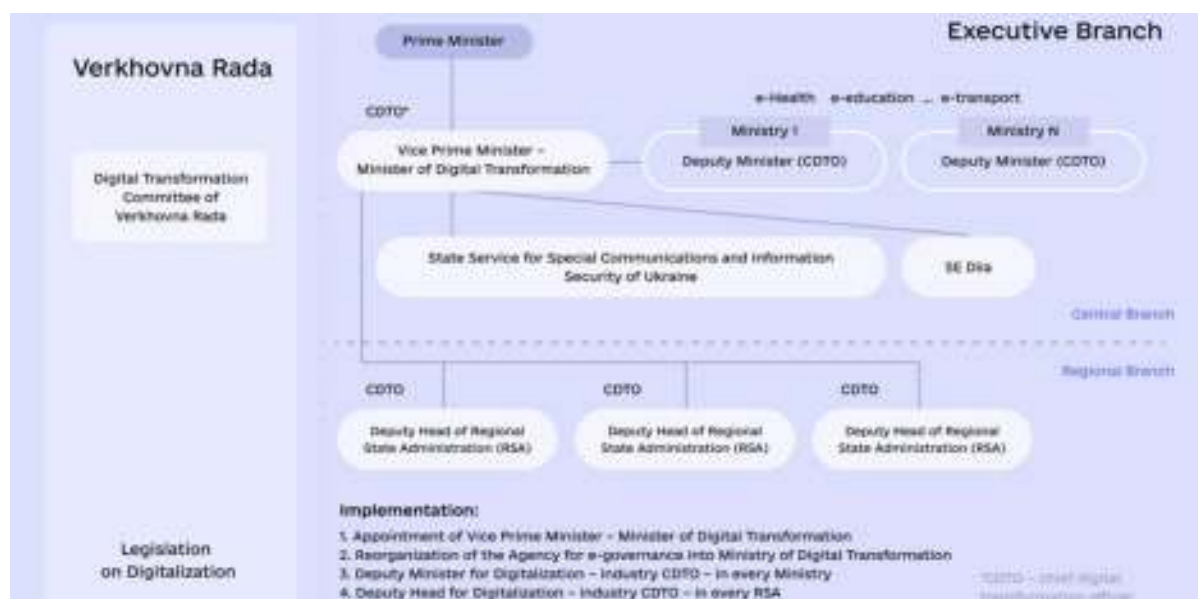 Verkhovna Rada
Digital Transformation
Committee of
Verkhovna Rada
Legislation
on Digitalization
Executive Branch
Prime Minister
CDTO*
Vice Prime Minister –
Minister of Digital Transformation
e-Health e-education ... e-transport
Ministry 1
Deputy Minister (CDTO)
Ministry N
Deputy Minister (CDTO)
State Service for Special Communications and Information
Security of Ukraine
SE Diia
Central Branch
Regional Branch
CDTO
Deputy Head of Regional
State Administration (RSA)
CDTO
Deputy Head of Regional
State Administration (RSA)
CDTO
Deputy Head of Regional
State Administration (RSA)
Implementation:
1. Appointment of Vice Prime Minister – Minister of Digital Transformation
2. Reorganization of the Agency for e-governance into Ministry of Digital Transformation
3. Deputy Minister for Digitalization – industry CDTO – in every Ministry
4. Deputy Head for Digitalization – industry CDTO – in every RSA
*CDTO – chief digital
transformation officer